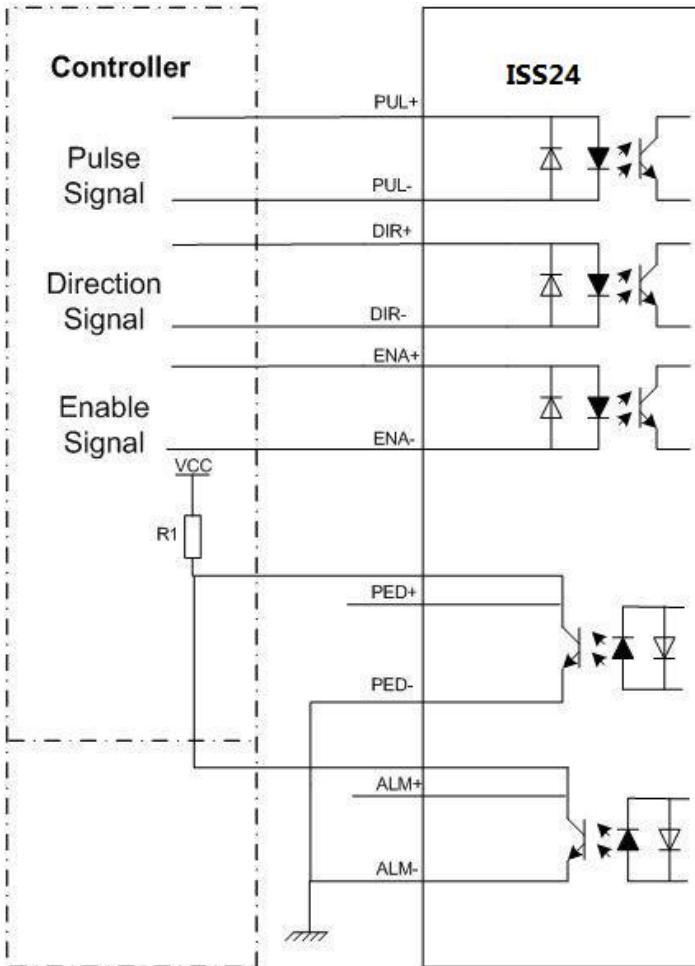 Controller
ISS24
PUL+
Pulse
Signal
PUL-
DIR+
Direction
Signal
DIR-
ENA+
Enable
Signal
ENA-
VCC
R1
PED+
PED-
ALM+
ALM-